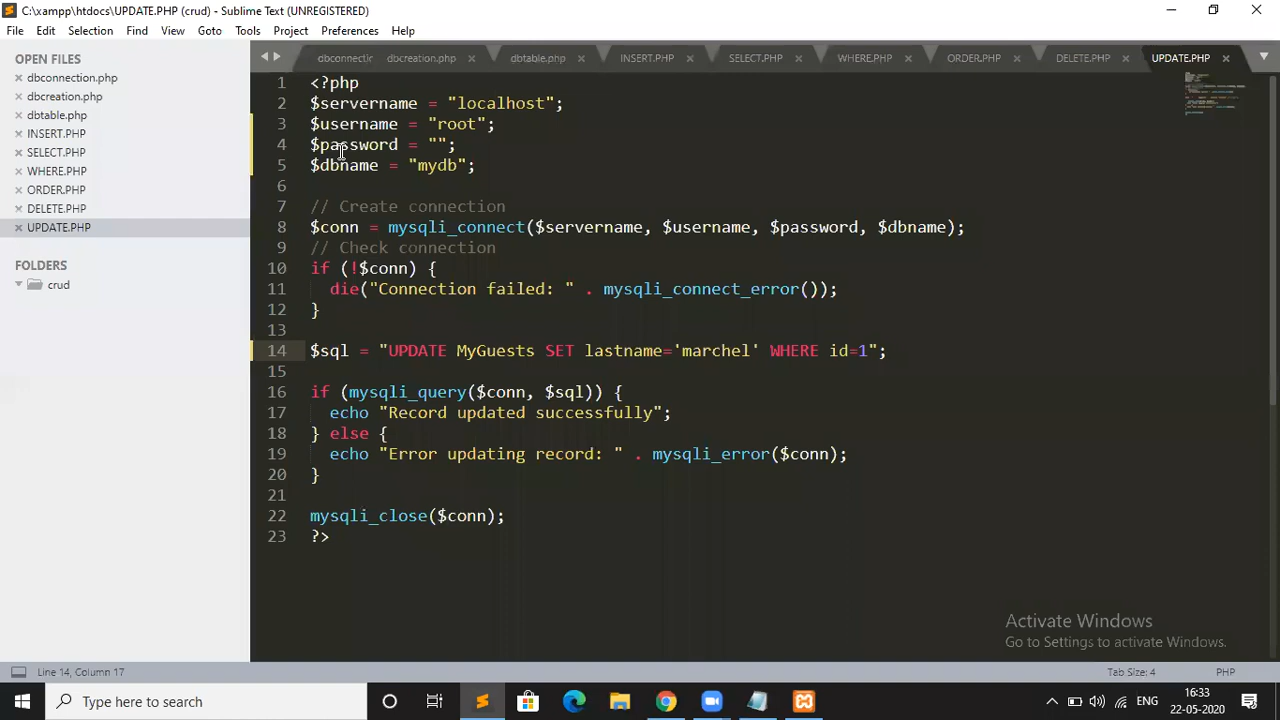 C:\xampp\htdocs\UPDATE.PHP (crud) - Sublime Text (UNREGISTERED)
File Edit Selection Find View Goto Tools Project Preferences Help
OPEN FILES
dbconnection.php
dbcreation.php
dbtable.php
INSERT.PHP
SELECT.PHP
WHERE.PHP
ORDER.PHP
DELETE.PHP
UPDATE.PHP
FOLDERS
crud
dbconnectic dbcreation.php dbtable.php INSERT.PHP SELECT.PHP WHERE.PHP ORDER.PHP DELETE.PHP UPDATE.PHP
1 <?php
2 $servername = "localhost";
3 $username = "root";
4 $password = "";
5 $dbname = "mydb";
6
7 // Create connection
8 $conn = mysqli_connect($servername, $username, $password, $dbname);
9 // Check connection
10 if (!$conn) {
11 die("Connection failed: " . mysqli_connect_error());
12 }
13
14 $sql = "UPDATE MyGuests SET lastname='marchel' WHERE id=1";
15
16 if (mysqli_query($conn, $sql)) {
17 echo "Record updated successfully";
18 } else {
19 echo "Error updating record: " . mysqli_error($conn);
20 }
21
22 mysqli_close($conn);
23 ?>
Activate Windows
Go to Settings to activate Windows.
Line 14, Column 17
Tab Size: 4
PHP
Type here to search
ENG
16:33
22-05-2020